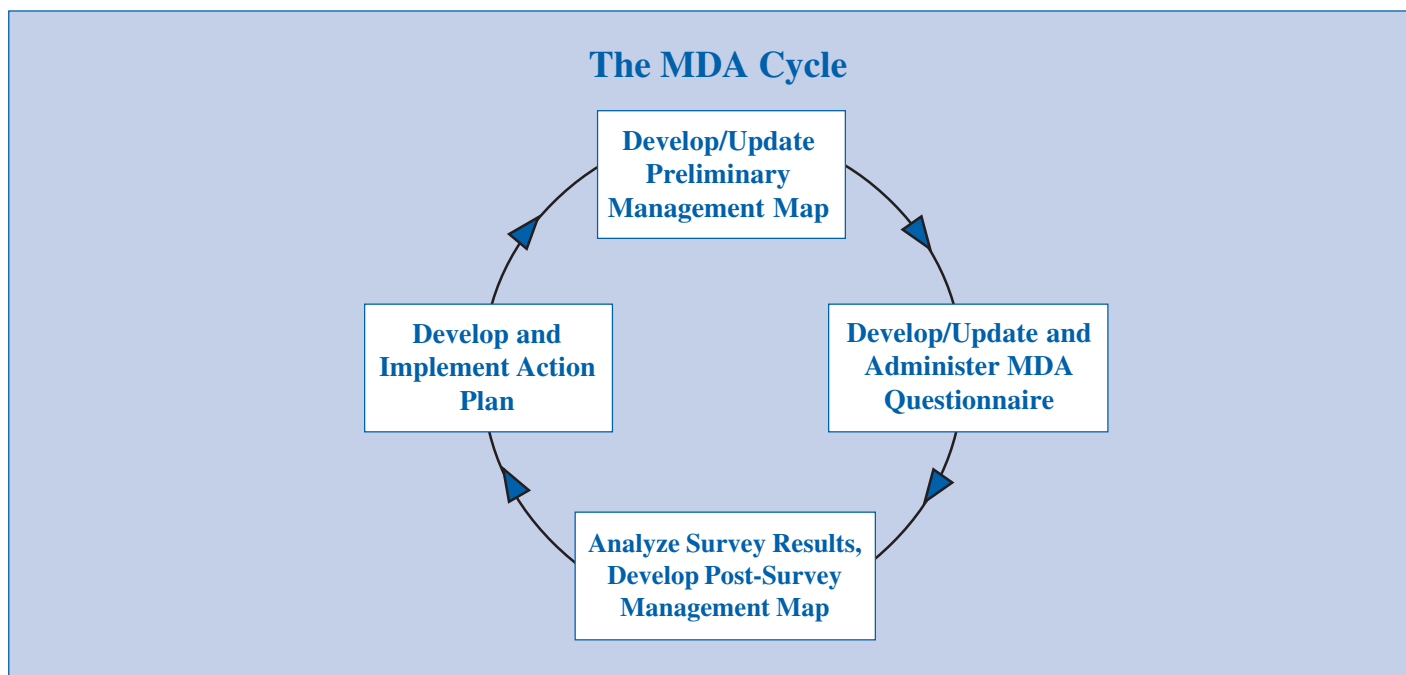 The MDA Cycle
Develop/Update
Preliminary
Management Map
Develop/Update and
Administer MDA
Questionnaire
Analyze Survey Results,
Develop Post-Survey
Management Map
Develop and
Implement Action
Plan